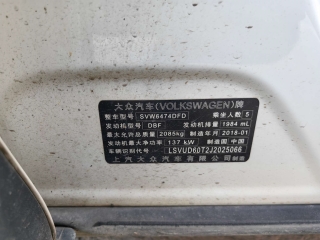 大众汽车(VOLKSWAGEN)牌
整车型号 SVW6474DFD 乘坐人数 5
发动机型号 DBF 发动机排量 1984 mL
最大允许总质量 2085kg 制造年月 2018-01
发动机最大净功率 137 kW 制造国 中国
车辆识别代号 LSVUD60T2J2025066
上汽大众汽车有限公司